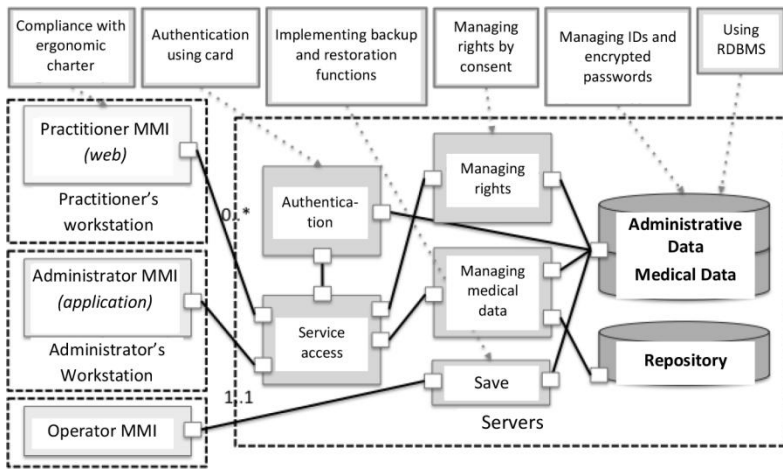 Compliance with
ergonomic
charter
Authentication
using card
Implementing backup
and restoration
functions
Managing
rights by
consent
Managing IDs and
encrypted
passwords
Using
RDBMS
Practitioner MMI
(web)
Practitioner's
workstation
0..*
Authentica-
tion
Managing
rights
Administrative
Data
Medical Data
Administrator MMI
(application)
Administrator's
Workstation
Service
access
Managing
medical
data
Repository
1..1
Save
Operator MMI
Servers